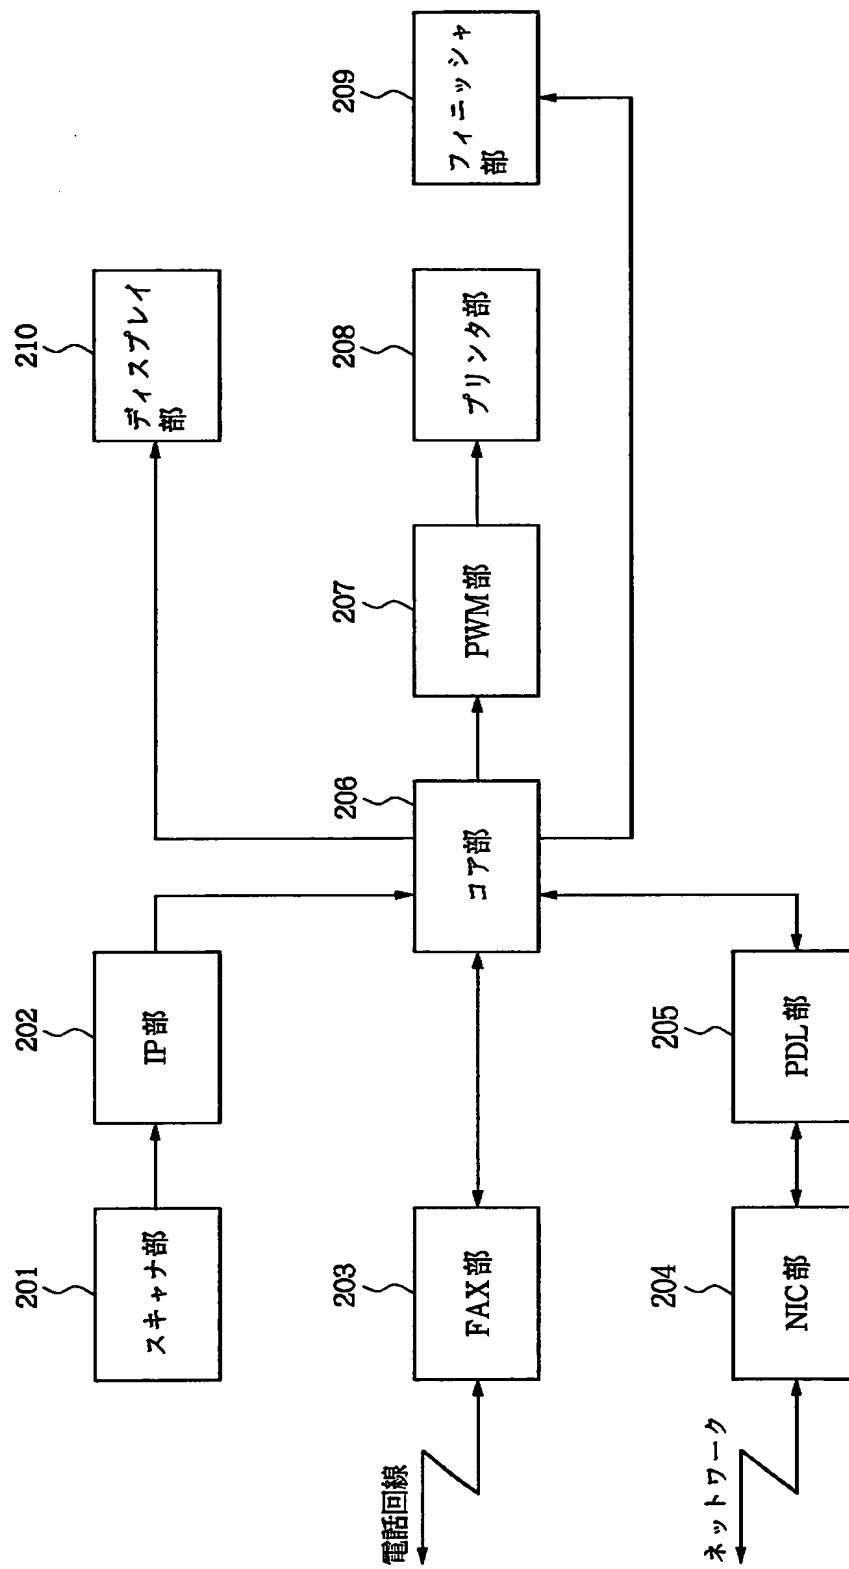 201
スキャナ部
202
IP部
210
ディスプレイ
部
電話回線
203
FAX部
206
コア部
207
PWM部
208
プリンタ部
209
フィニッシャ
部
ネットワーク
204
NIC部
205
PDL部